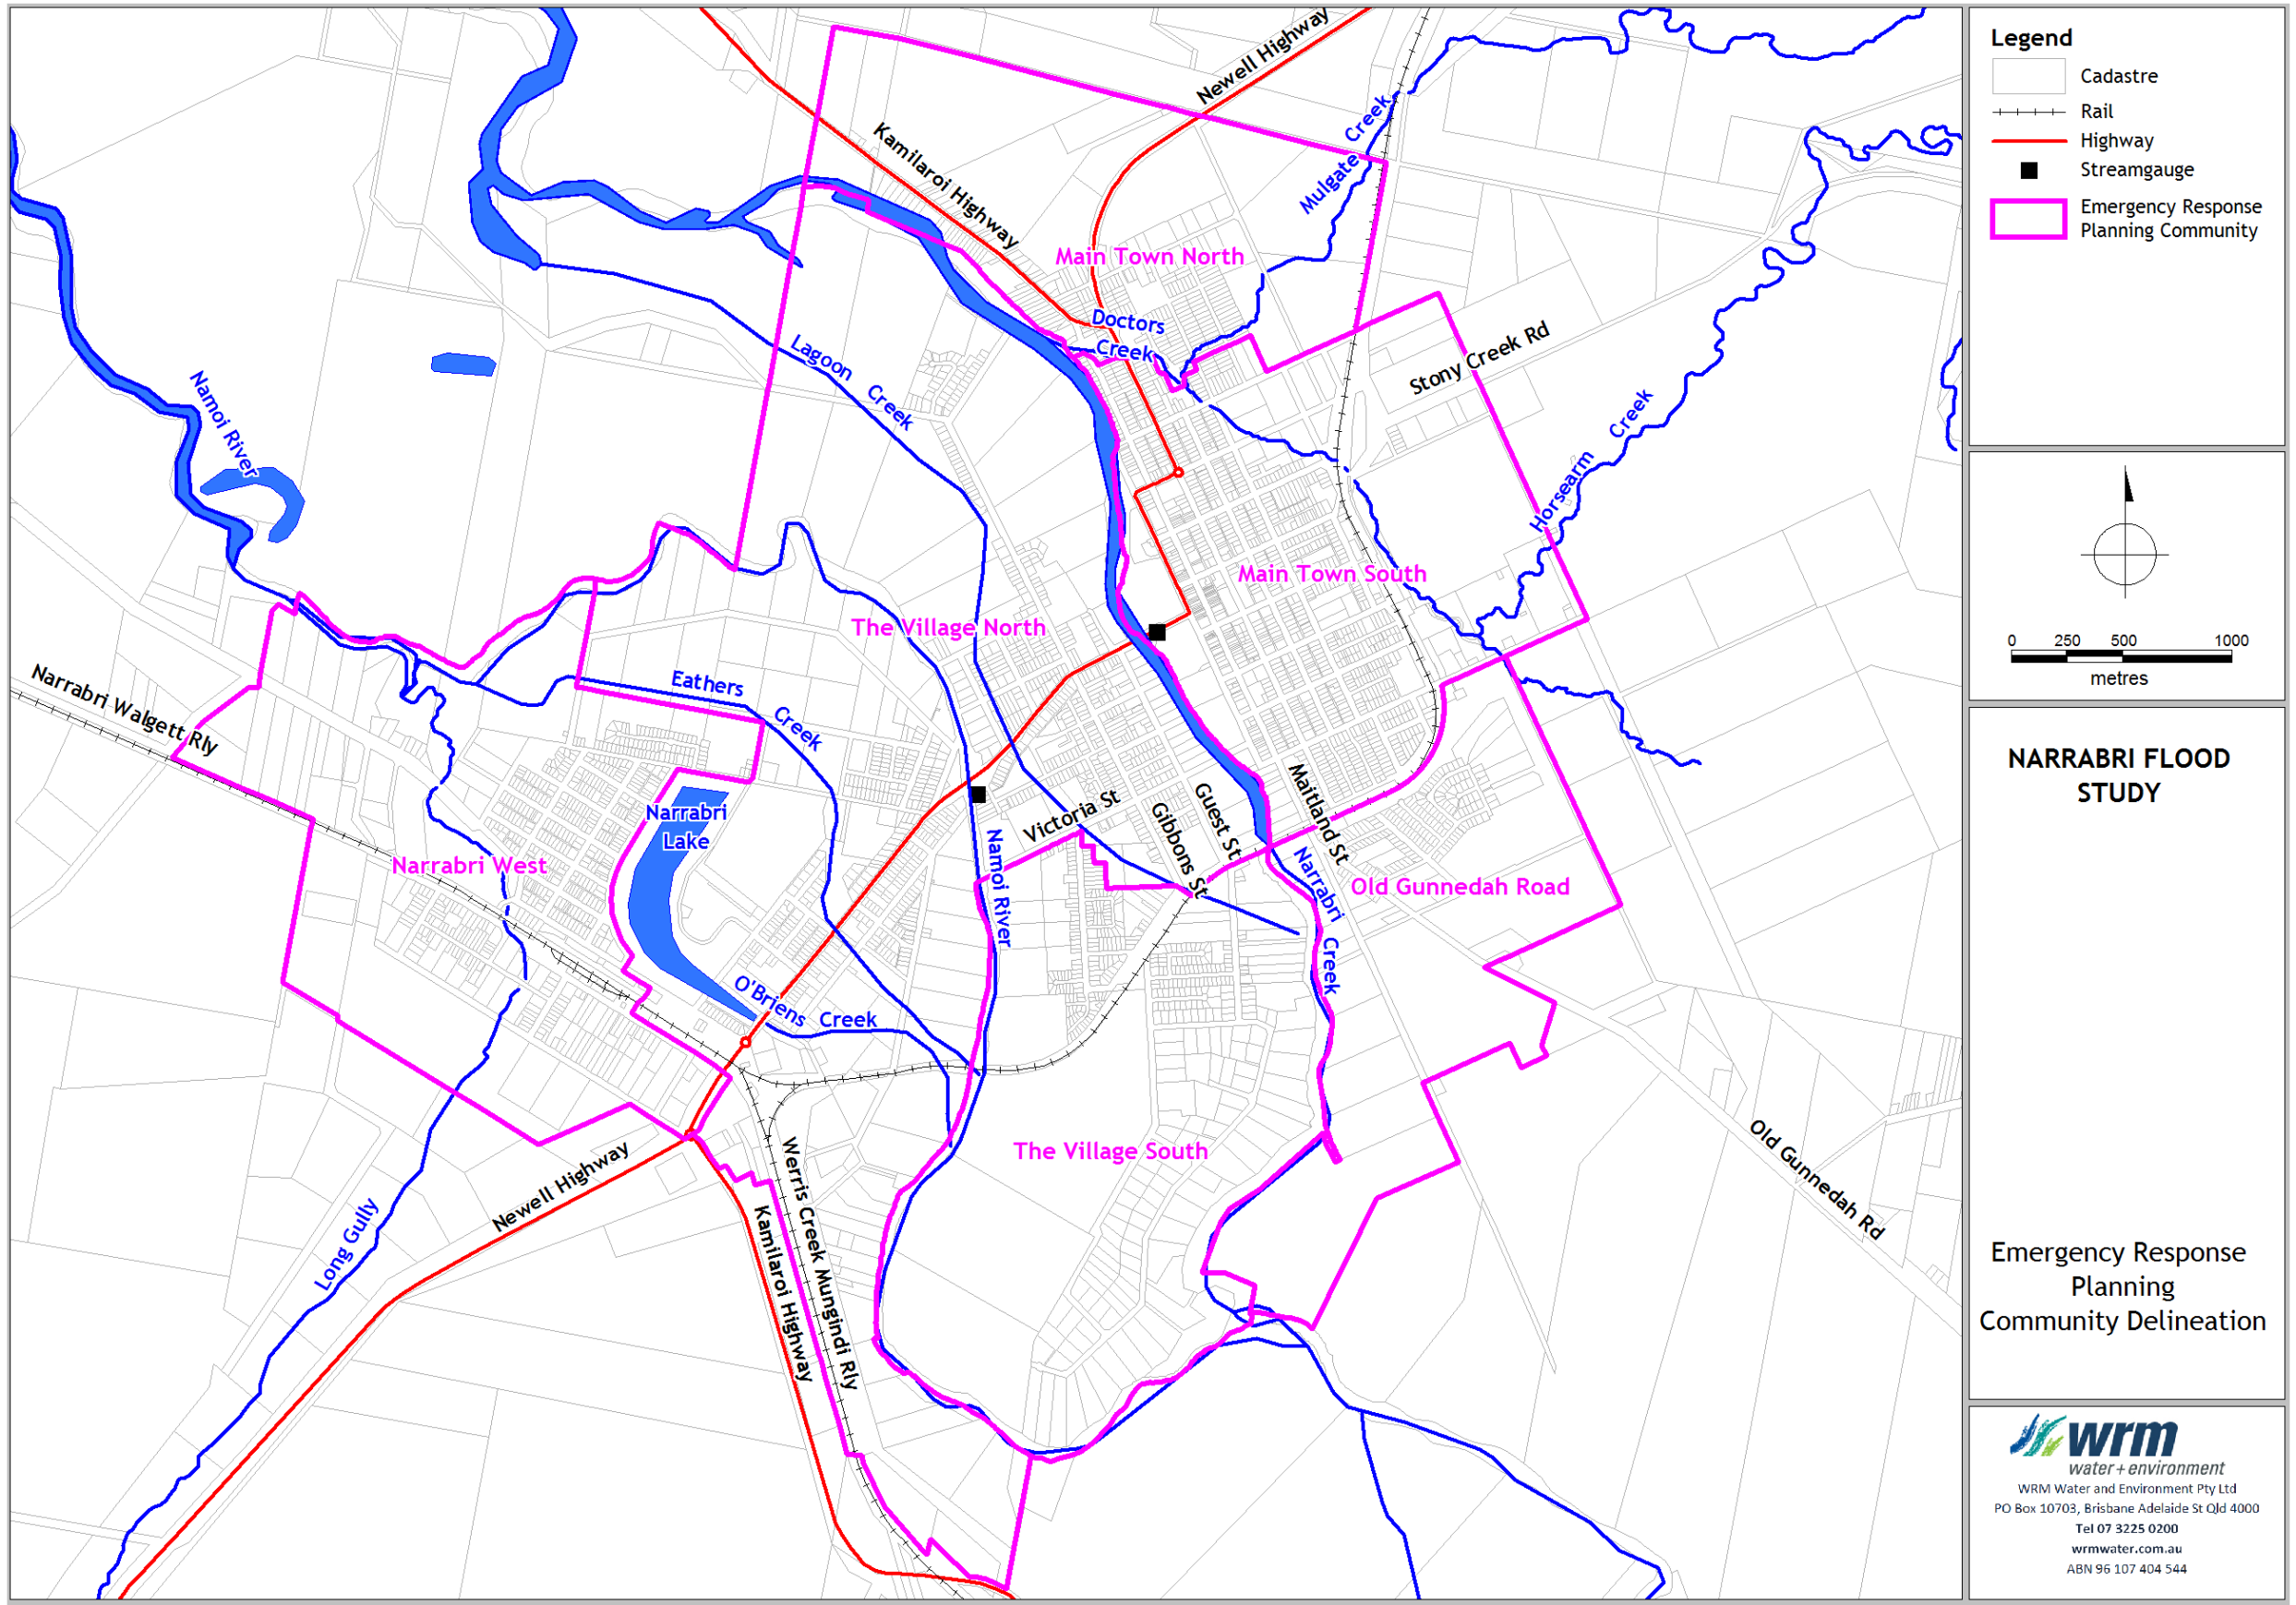 Newell Highway
Kamilaroi Highway
Mulgate Creek
Main Town North
Doctors
Creek
Stony Creek Rd
Lagoon Creek
Namoi River
Horsearm Creek
Main Town South
The Village North
Eathers Creek
Narrabri Walgett Rly
Narrabri
Lake
Victoria St
Gibbons St
Guest St
Maitland St
Narrabri West
Namoi River
Narrabri Creek
Old Gunnedah Road
O'Briens Creek
The Village South
Newell Highway
Long Gully
Kamilaroi Highway
Werris Creek Mungindi Rly
Old Gunnedah Rd
Legend
Cadastre
Rail
Highway
Streamgauge
Emergency Response
Planning Community
0 250 500 1000
metres
NARRABRI FLOOD
STUDY
Emergency Response
Planning
Community Delineation
wrm
water+environment
WRM Water and Environment Pty Ltd
PO Box 10703, Brisbane Adelaide St Qld 4000
Tel 07 3225 0200
wrmwater.com.au
ABN 96 107 404 544